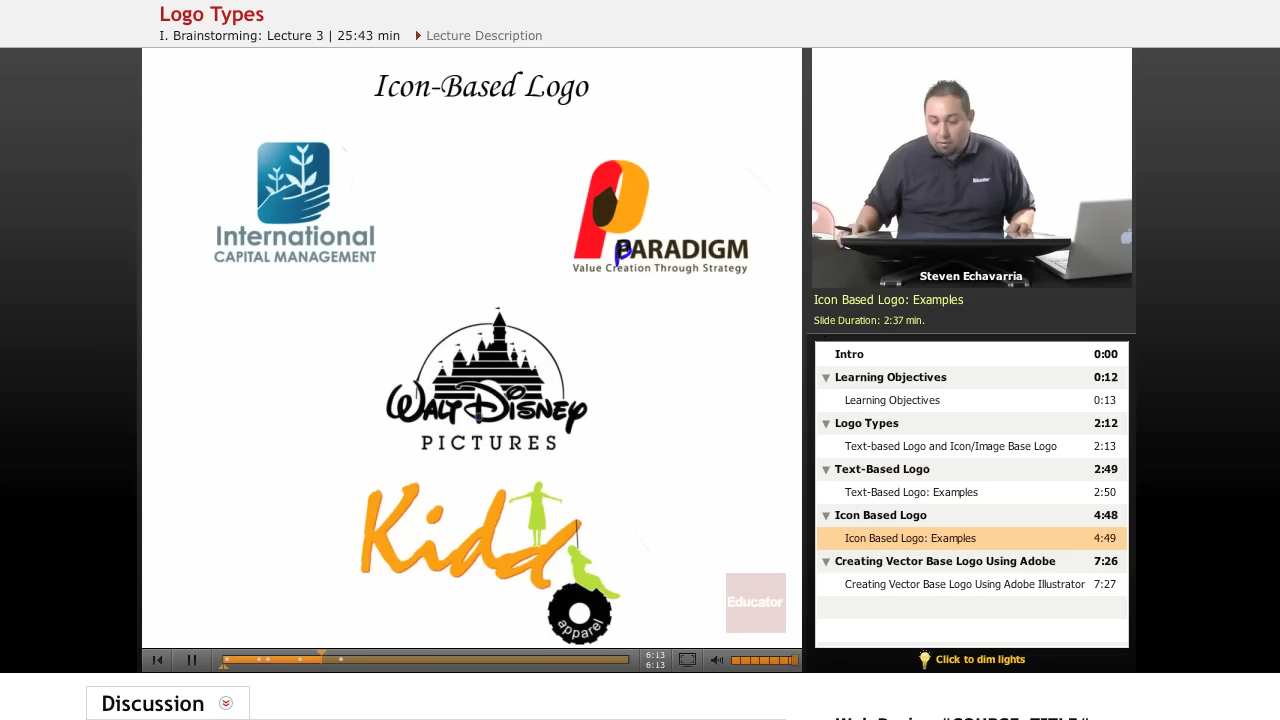 Logo Types
I. Brainstorming: Lecture 3 | 25:43 min Lecture Description
Icon-Based Logo
International
CAPITAL MANAGEMENT
P
PARADIGM
Value Creation Through Strategy
WALT DISNEY
PICTURES
Kidd
apparel
Educator
Educator
Steven Echavarria
Icon Based Logo: Examples
Slide Duration: 2:37 min.
Intro 0:00
Learning Objectives 0:12
Learning Objectives 0:13
Logo Types 2:12
Text-based Logo and Icon/Image Base Logo 2:13
Text-Based Logo 2:49
Text-Based Logo: Examples 2:50
Icon Based Logo 4:48
Icon Based Logo: Examples 4:49
Creating Vector Base Logo Using Adobe 7:26
Creating Vector Base Logo Using Adobe Illustrator 7:27
6:13
6:13
Click to dim lights
Discussion